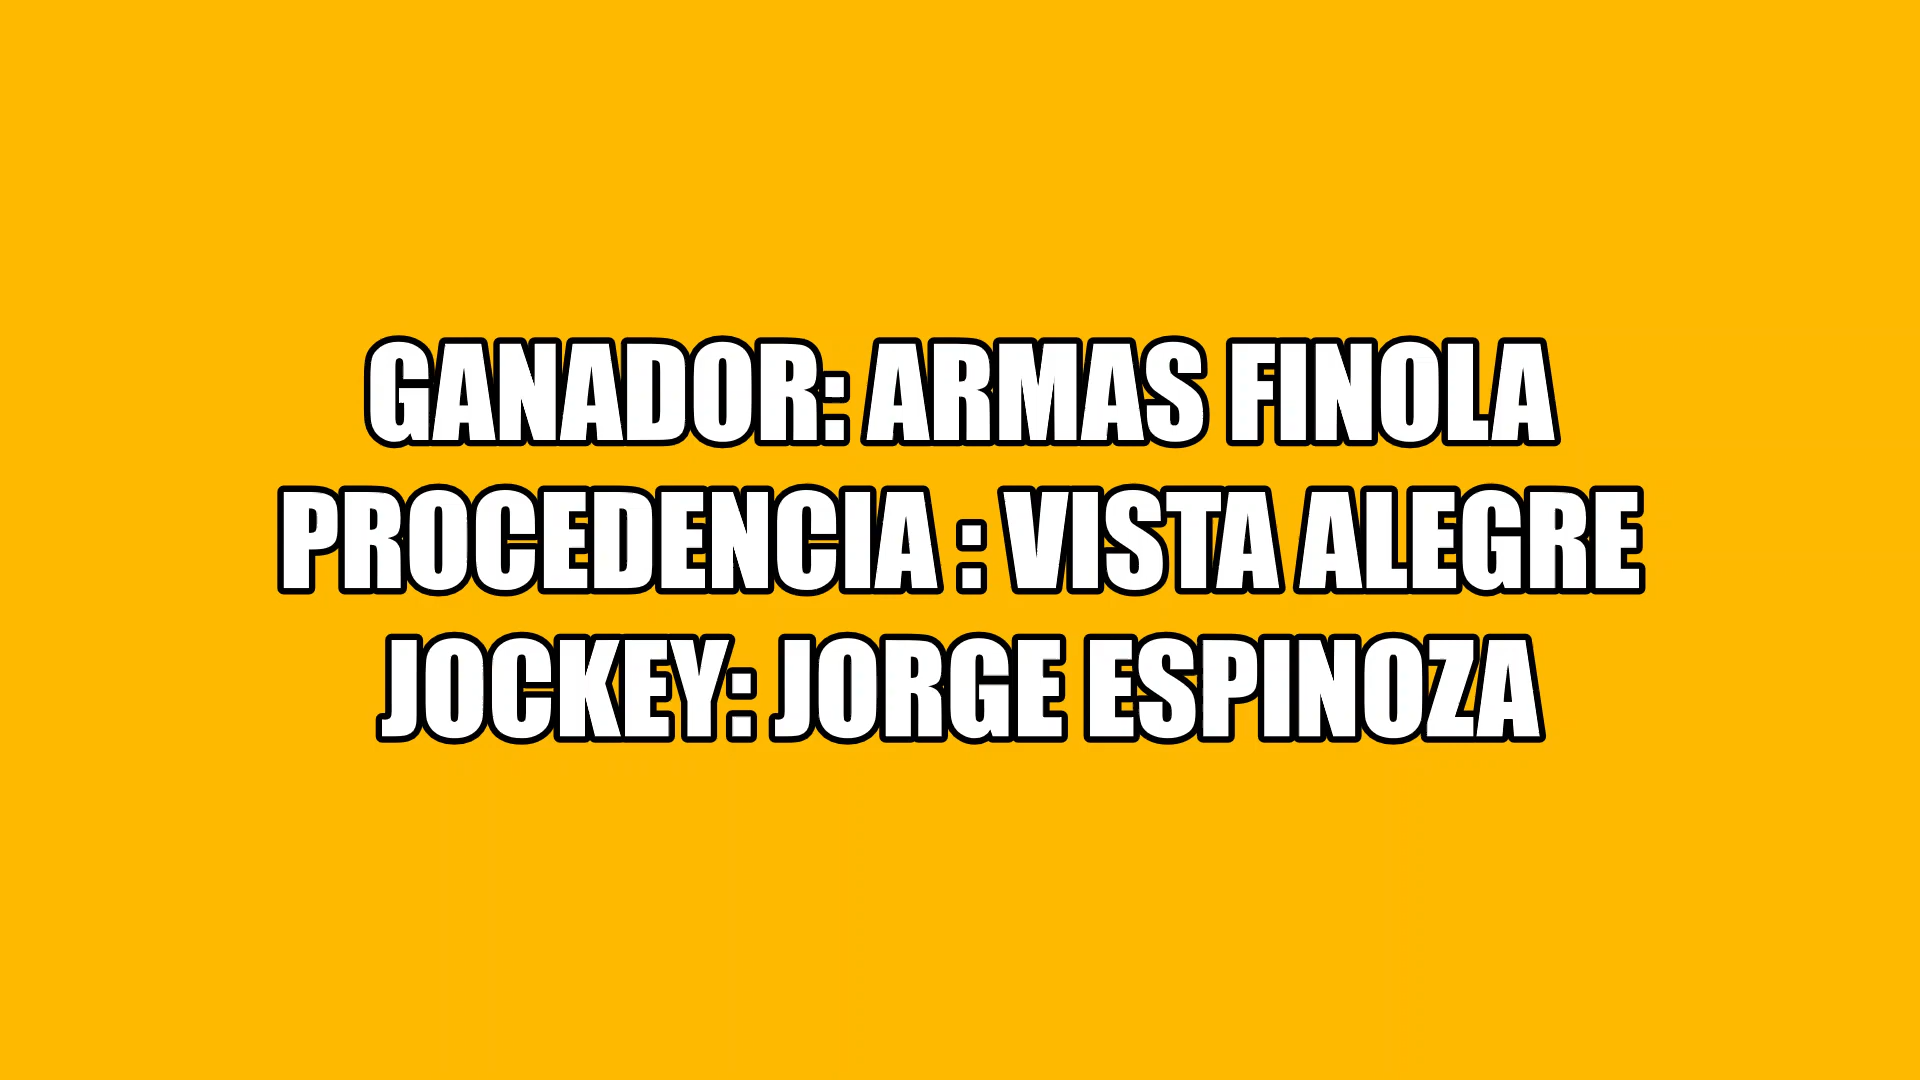 GANADOR: ARMAS FINOLA
PROCEDENCIA : VISTA ALEGRE
JOCKEY: JORGE ESPINOZA